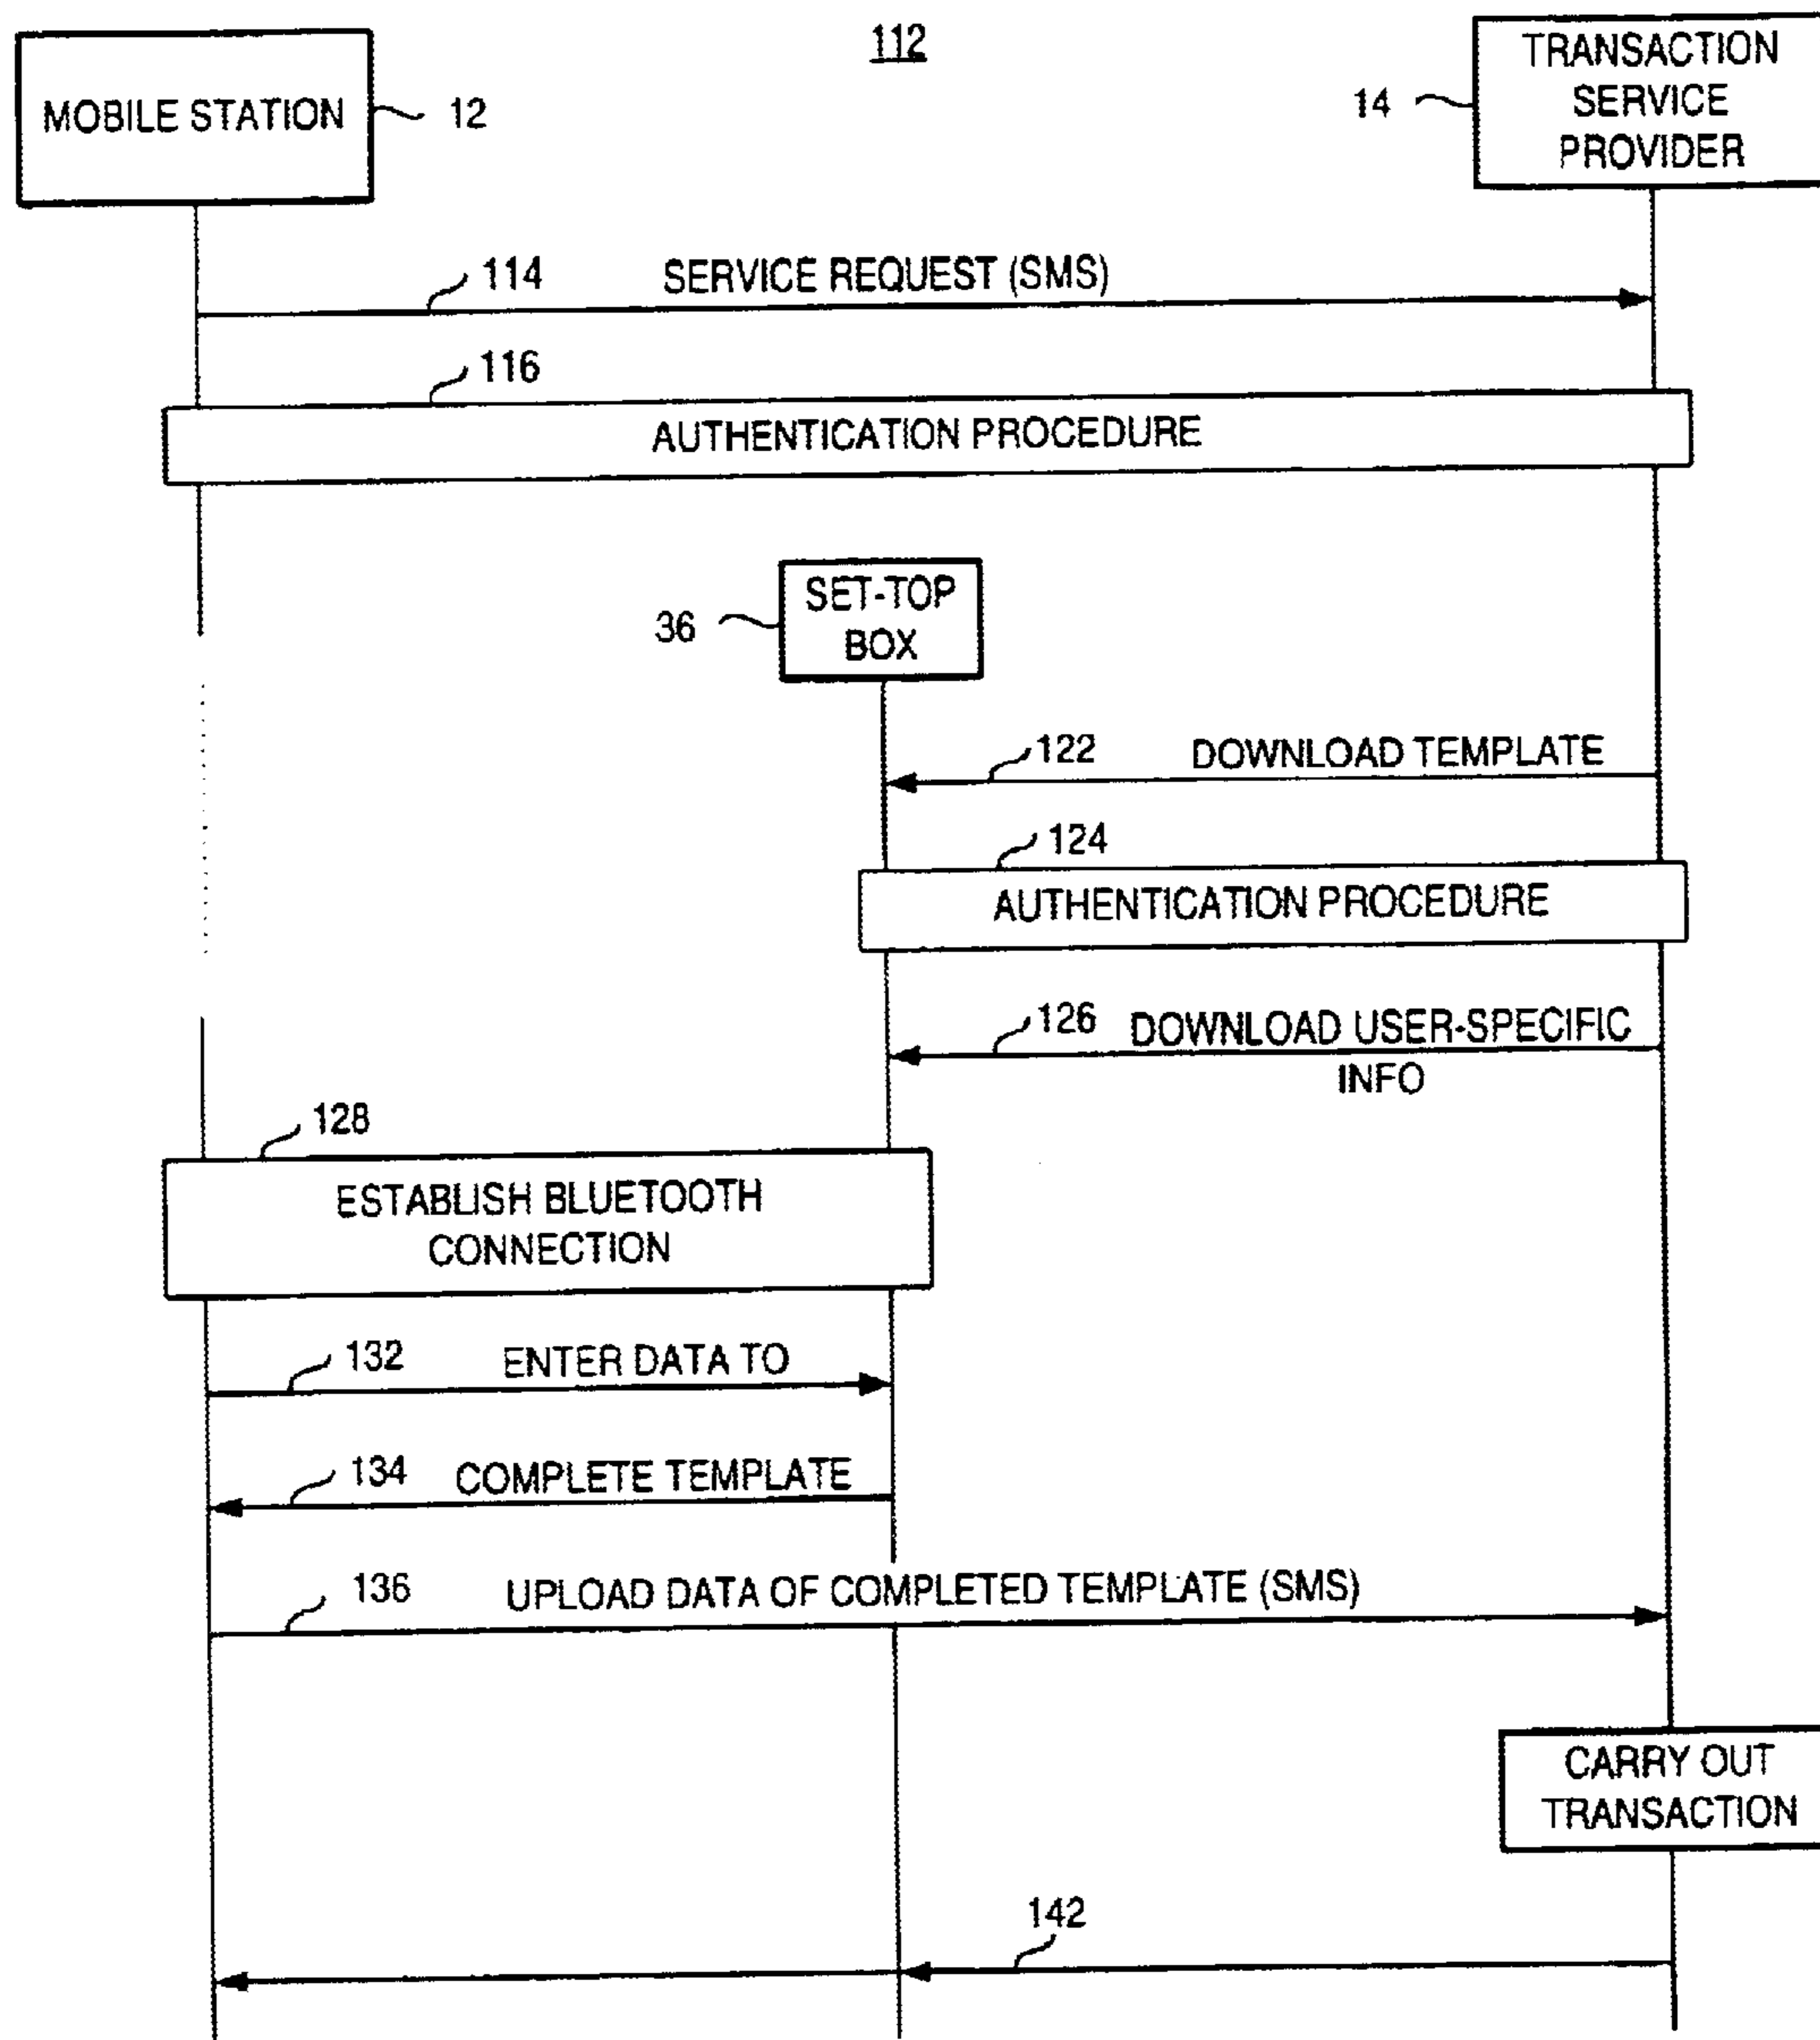 112
MOBILE STATION
12
14
TRANSACTION
SERVICE
PROVIDER
114
SERVICE REQUEST (SMS)
116
AUTHENTICATION PROCEDURE
36
SET-TOP
BOX
122
DOWNLOAD TEMPLATE
124
AUTHENTICATION PROCEDURE
126
DOWNLOAD USER-SPECIFIC
INFO
128
ESTABLISH BLUETOOTH
CONNECTION
132
ENTER DATA TO
134
COMPLETE TEMPLATE
136
UPLOAD DATA OF COMPLETED TEMPLATE (SMS)
CARRY OUT
TRANSACTION
142